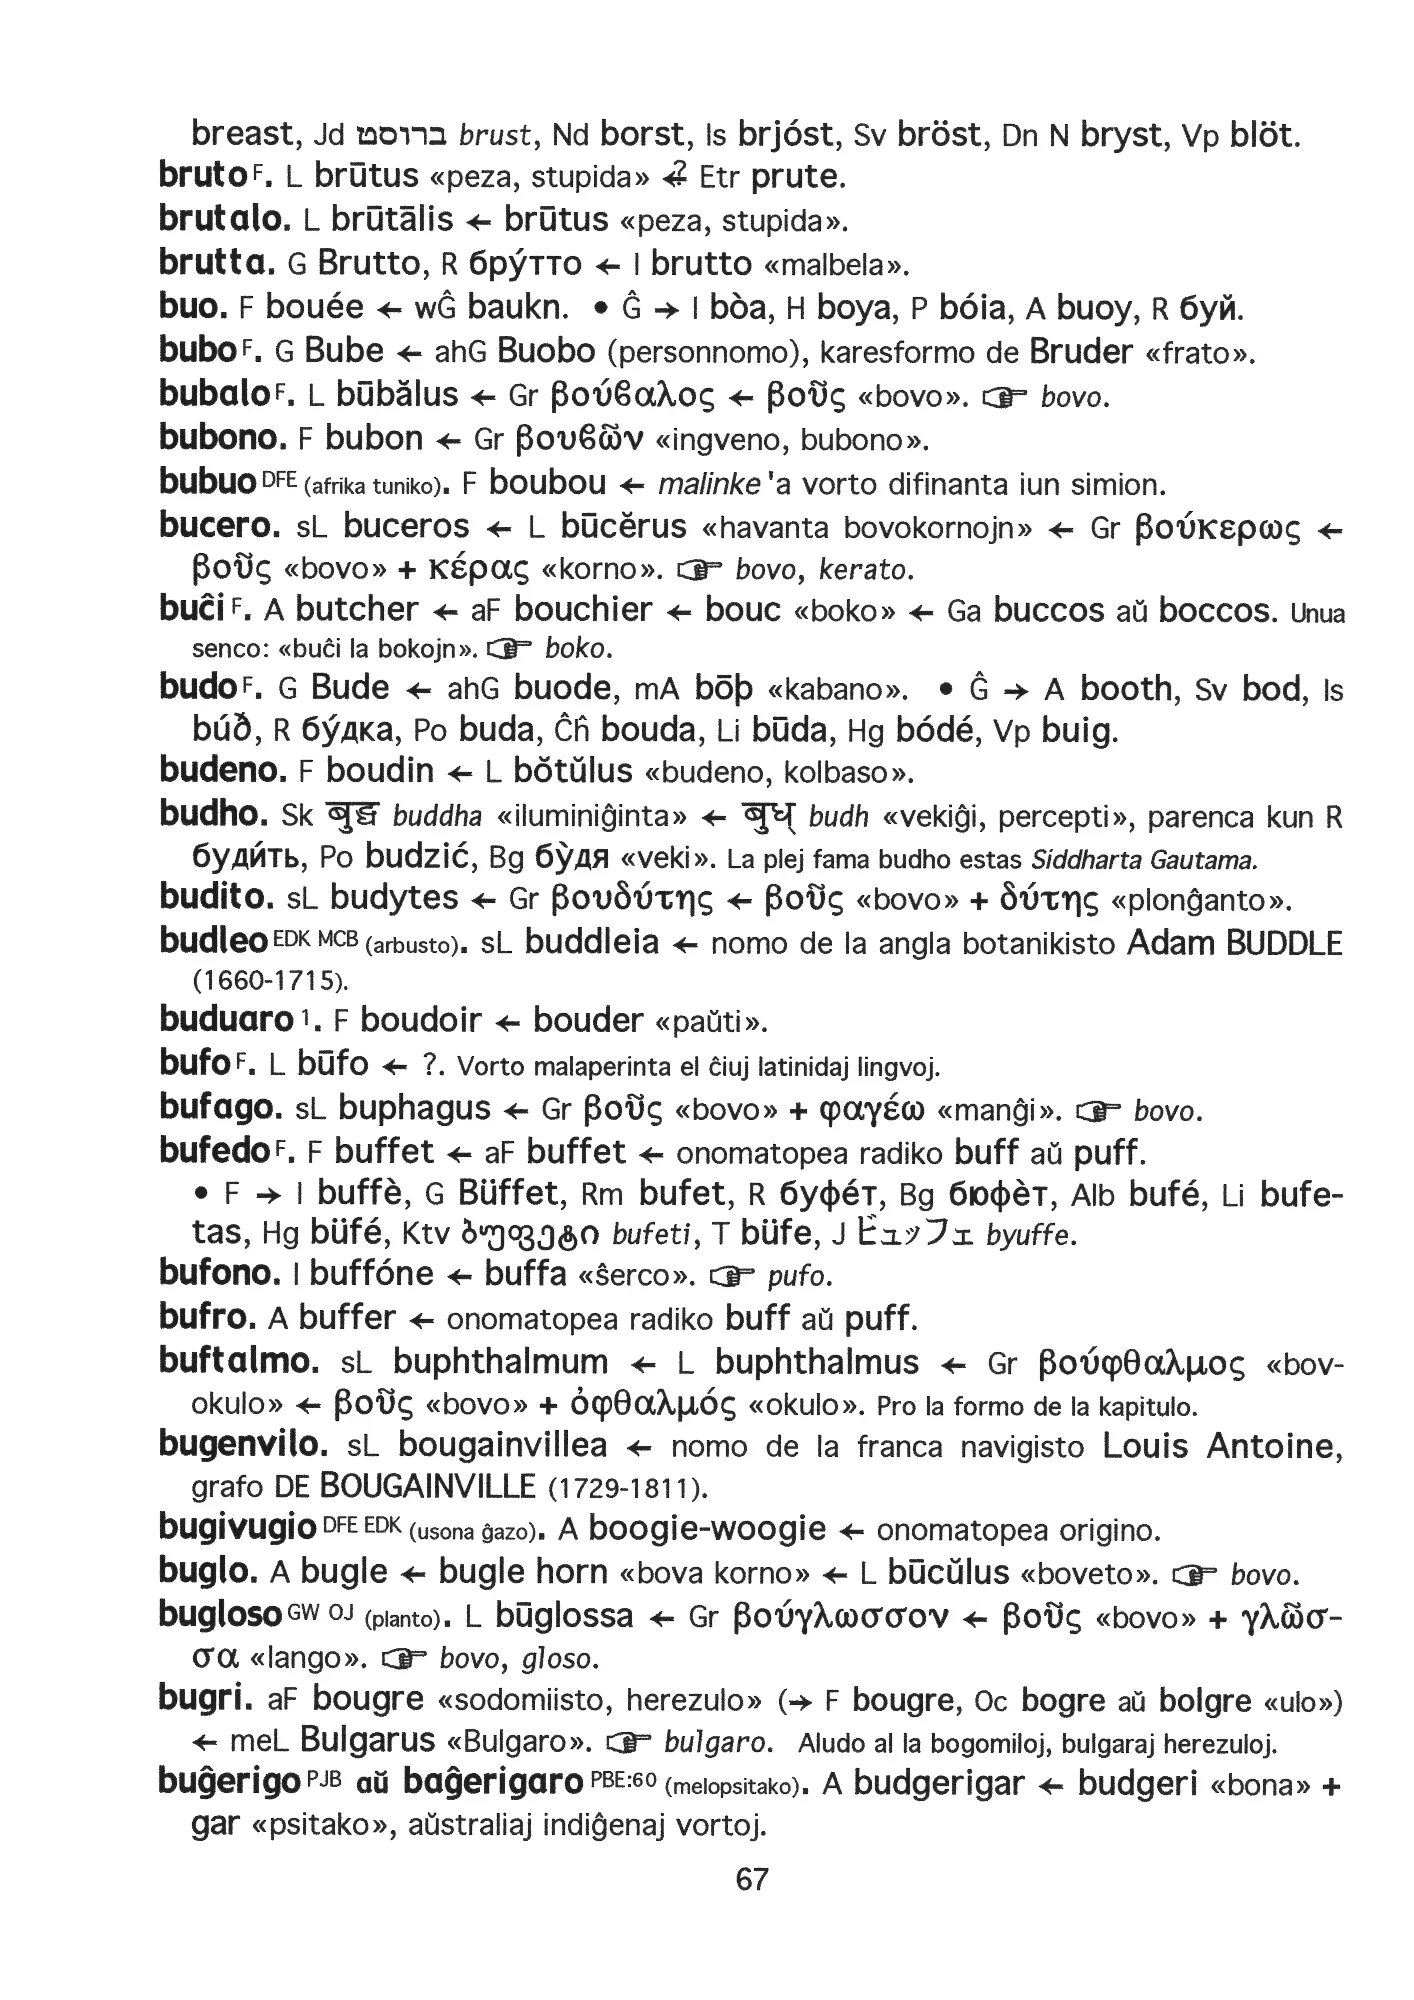 breast, Jd ברוסט brust, Nd borst, Is brjóst, Sv bröst, Dn N bryst, Vp blöt.
bruto F. L brūtus «peza, stupida» ←? Etr prute.
brutalo. L brūtālis ← brūtus «peza, stupida».
brutta. G Brutto, R брýтто ← I brutto «malbela».
buo. F bouée ← wĜ baukn. • Ĝ → I bòa, H boya, P bóia, A buoy, R буй.
bubo F. G Bube ← ahG Buobo (personnomo), karesformo de Bruder «frato».
bubalo F. L būbălus ← Gr βούϐαλος ← βοῦς «bovo». ☞ bovo.
bubono. F bubon ← Gr βουϐῶν «ingveno, bubono».
bubuo DFE (afrika tuniko). F boubou ← malinke'a vorto difinanta iun simion.
bucero. sL buceros ← L būcĕrus «havanta bovokornojn» ← Gr βούκερως ←
βοῦς «bovo» + κέρας «korno». ☞ bovo, kerato.
buĉi F. A butcher ← aF bouchier ← bouc «boko» ← Ga buccos aŭ boccos. Unua
senco: «buĉi la bokojn». ☞ boko.
budo F. G Bude ← ahG buode, mA bōþ «kabano». • Ĝ → A booth, Sv bod, Is
búð, R бýдка, Po buda, Ĉĥ bouda, Li būda, Hg bódé, Vp buig.
budeno. F boudin ← L bŏtŭlus «budeno, kolbaso».
budho. Sk बुद्ध buddha «iluminiĝinta» ← बुध् budh «vekiĝi, percepti», parenca kun R
будйть, Po budzić, Bg бỳдя «veki». La plej fama budho estas Siddharta Gautama.
budito. sL budytes ← Gr βουδύτης ← βοῦς «bovo» + δύτης «plonĝanto».
budleo EDK MCB (arbusto). sL buddleia ← nomo de la angla botanikisto Adam BUDDLE
(1660-1715).
buduaro 1. F boudoir ← bouder «paŭti».
bufo F. L būfo ← ?. Vorto malaperinta el ĉiuj latinidaj lingvoj.
bufago. sL buphagus ← Gr βοῦς «bovo» + φαγέω «manĝi». ☞ bovo.
bufedo F. F buffet ← aF buffet ← onomatopea radiko buff aŭ puff.
• F → I buffè, G Büffet, Rm bufet, R буфéт, Bg бюфèт, Alb bufé, Li bufe-
tas, Hg büfé, Ktv ბუფეტი bufeti, T büfe, J ビュッフェ byuffe.
bufono. I buffóne ← buffa «ŝerco». ☞ pufo.
bufro. A buffer ← onomatopea radiko buff aŭ puff.
buftalmo. sL buphthalmum ← L buphthalmus ← Gr βούφθαλμος «bov-
okulo» ← βοῦς «bovo» + ὀφθαλμός «okulo». Pro la formo de la kapitulo.
bugenvilo. sL bougainvillea ← nomo de la franca navigisto Louis Antoine,
grafo DE BOUGAINVILLE (1729-1811).
bugivugio DFE EDK (usona ĝazo). A boogie-woogie ← onomatopea origino.
buglo. A bugle ← bugle horn «bova korno» ← L būcŭlus «boveto». ☞ bovo.
bugloso GW OJ (planto). L būglossa ← Gr βούγλωσσον ← βοῦς «bovo» + γλῶσ-
σα «lango». ☞ bovo, gloso.
bugri. aF bougre «sodomiisto, herezulo» (→ F bougre, Oc bogre aŭ bolgre «ulo»)
← meL Bulgarus «Bulgaro». ☞ bulgaro. Aludo al la bogomiloj, bulgaraj herezuloj.
buĝerigo PJB aŭ baĝerigaro PBE:60 (melopsitako). A budgerigar ← budgeri «bona» +
gar «psitako», aŭstraliaj indiĝenaj vortoj.
67